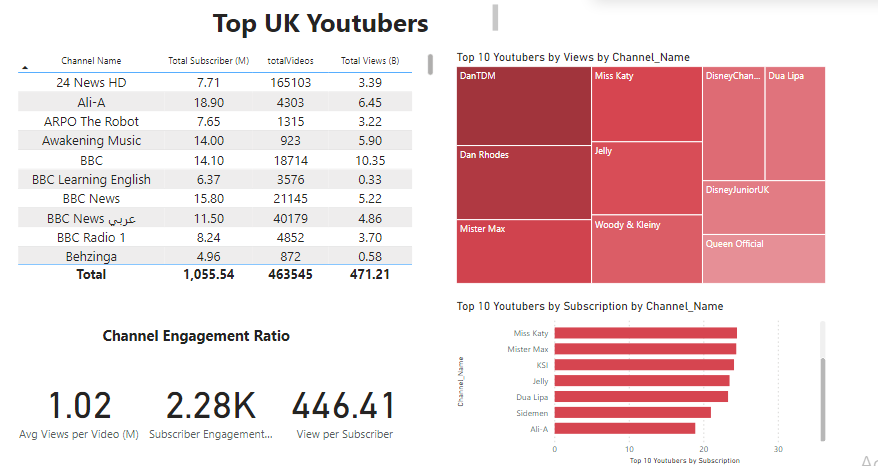 Top UK Youtubers
Channel Name Total Subscriber (M) totalVideos Total Views (B)
24 News HD 7.71 165103 3.39
Ali-A 18.90 4303 6.45
ARPO The Robot 7.65 1315 3.22
Awakening Music 14.00 923 5.90
BBC 14.10 18714 10.35
BBC Learning English 6.37 3576 0.33
BBC News 15.80 21145 5.22
BBC News عربي 11.50 40179 4.86
BBC Radio 1 8.24 4852 3.70
Behzinga 4.96 872 0.58
Total 1,055.54 463545 471.21
Channel Engagement Ratio
1.02 2.28K 446.41
Avg Views per Video (M) Subscriber Engagement... View per Subscriber
Top 10 Youtubers by Views by Channel_Name
DanTDM
Dan Rhodes
Mister Max
Miss Katy
Jelly
Woody & Kleiny
DisneyChan...
Dua Lipa
DisneyJuniorUK
Queen Official
Top 10 Youtubers by Subscription by Channel_Name
Channel_Name
Miss Katy
Mister Max
KSI
Jelly
Dua Lipa
Sidemen
Ali-A
0 10 20 30
Top 10 Youtubers by Subscription